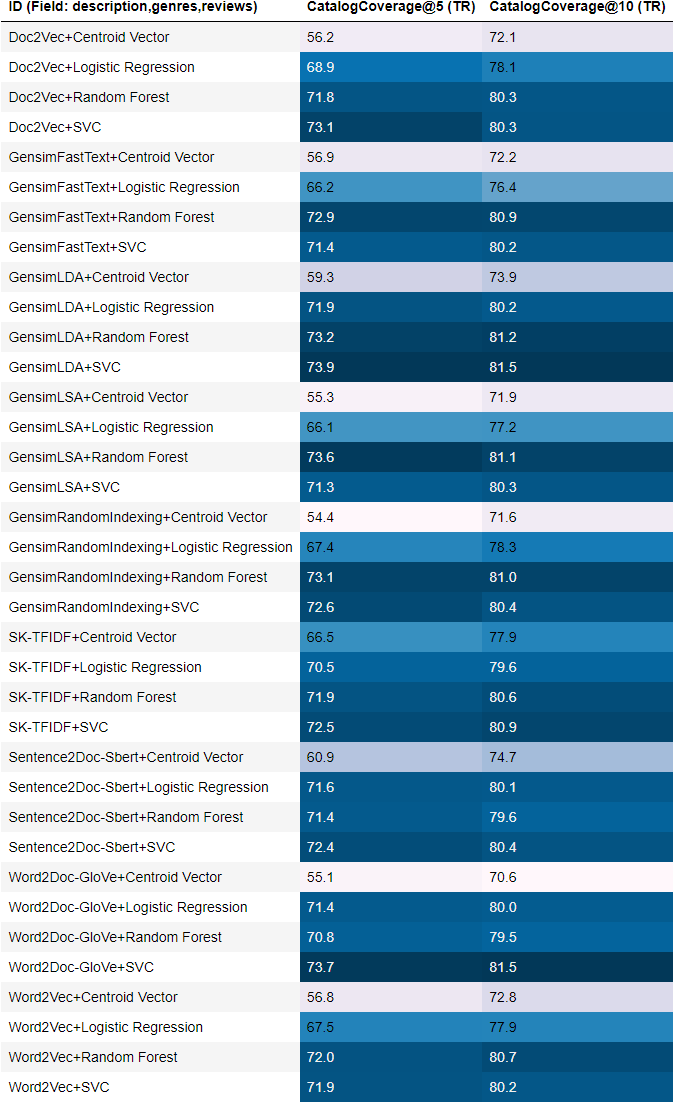 ID (Field: description,genres,reviews) CatalogCoverage@5 (TR) CatalogCoverage@10 (TR)
Doc2Vec+Centroid Vector 56.2 72.1
Doc2Vec+Logistic Regression 68.9 78.1
Doc2Vec+Random Forest 71.8 80.3
Doc2Vec+SVC 73.1 80.3
GensimFastText+Centroid Vector 56.9 72.2
GensimFastText+Logistic Regression 66.2 76.4
GensimFastText+Random Forest 72.9 80.9
GensimFastText+SVC 71.4 80.2
GensimLDA+Centroid Vector 59.3 73.9
GensimLDA+Logistic Regression 71.9 80.2
GensimLDA+Random Forest 73.2 81.2
GensimLDA+SVC 73.9 81.5
GensimLSA+Centroid Vector 55.3 71.9
GensimLSA+Logistic Regression 66.1 77.2
GensimLSA+Random Forest 73.6 81.1
GensimLSA+SVC 71.3 80.3
GensimRandomIndexing+Centroid Vector 54.4 71.6
GensimRandomIndexing+Logistic Regression 67.4 78.3
GensimRandomIndexing+Random Forest 73.1 81.0
GensimRandomIndexing+SVC 72.6 80.4
SK-TFIDF+Centroid Vector 66.5 77.9
SK-TFIDF+Logistic Regression 70.5 79.6
SK-TFIDF+Random Forest 71.9 80.6
SK-TFIDF+SVC 72.5 80.9
Sentence2Doc-Sbert+Centroid Vector 60.9 74.7
Sentence2Doc-Sbert+Logistic Regression 71.6 80.1
Sentence2Doc-Sbert+Random Forest 71.4 79.6
Sentence2Doc-Sbert+SVC 72.4 80.4
Word2Doc-GloVe+Centroid Vector 55.1 70.6
Word2Doc-GloVe+Logistic Regression 71.4 80.0
Word2Doc-GloVe+Random Forest 70.8 79.5
Word2Doc-GloVe+SVC 73.7 81.5
Word2Vec+Centroid Vector 56.8 72.8
Word2Vec+Logistic Regression 67.5 77.9
Word2Vec+Random Forest 72.0 80.7
Word2Vec+SVC 71.9 80.2